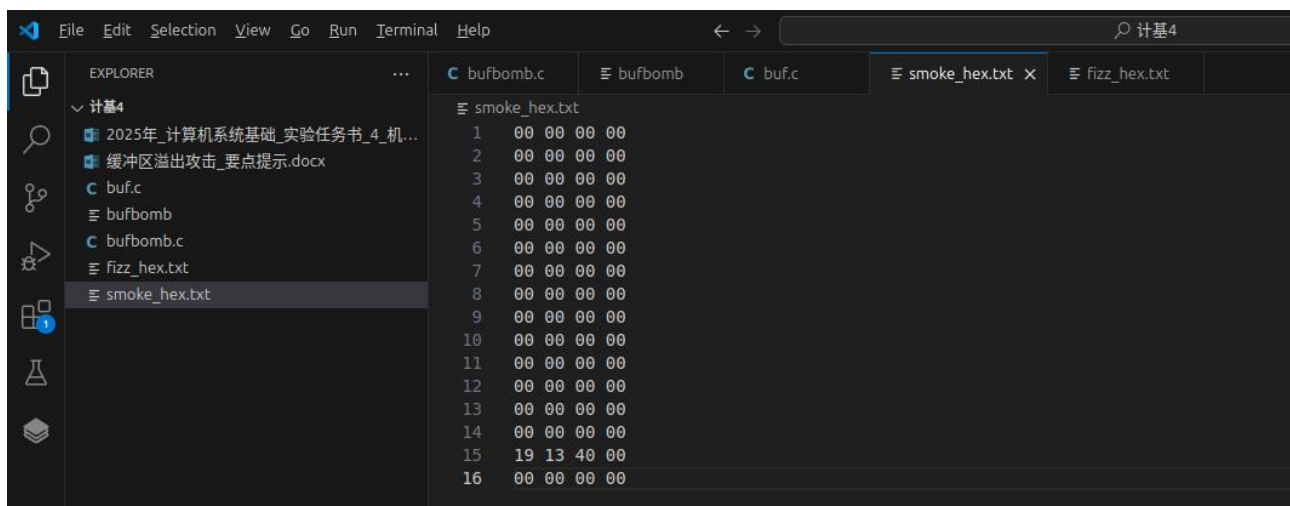 File Edit Selection View Go Run Terminal Help
计基4
EXPLORER
计基4
2025年_计算机系统基础_实验任务书_4_机...
缓冲区溢出攻击_要点提示.docx
buf.c
bufbomb
bufbomb.c
fizz_hex.txt
smoke_hex.txt
1
bufbomb.c bufbomb buf.c smoke_hex.txt fizz_hex.txt
smoke_hex.txt
1 00 00 00 00
2 00 00 00 00
3 00 00 00 00
4 00 00 00 00
5 00 00 00 00
6 00 00 00 00
7 00 00 00 00
8 00 00 00 00
9 00 00 00 00
10 00 00 00 00
11 00 00 00 00
12 00 00 00 00
13 00 00 00 00
14 00 00 00 00
15 19 13 40 00
16 00 00 00 00